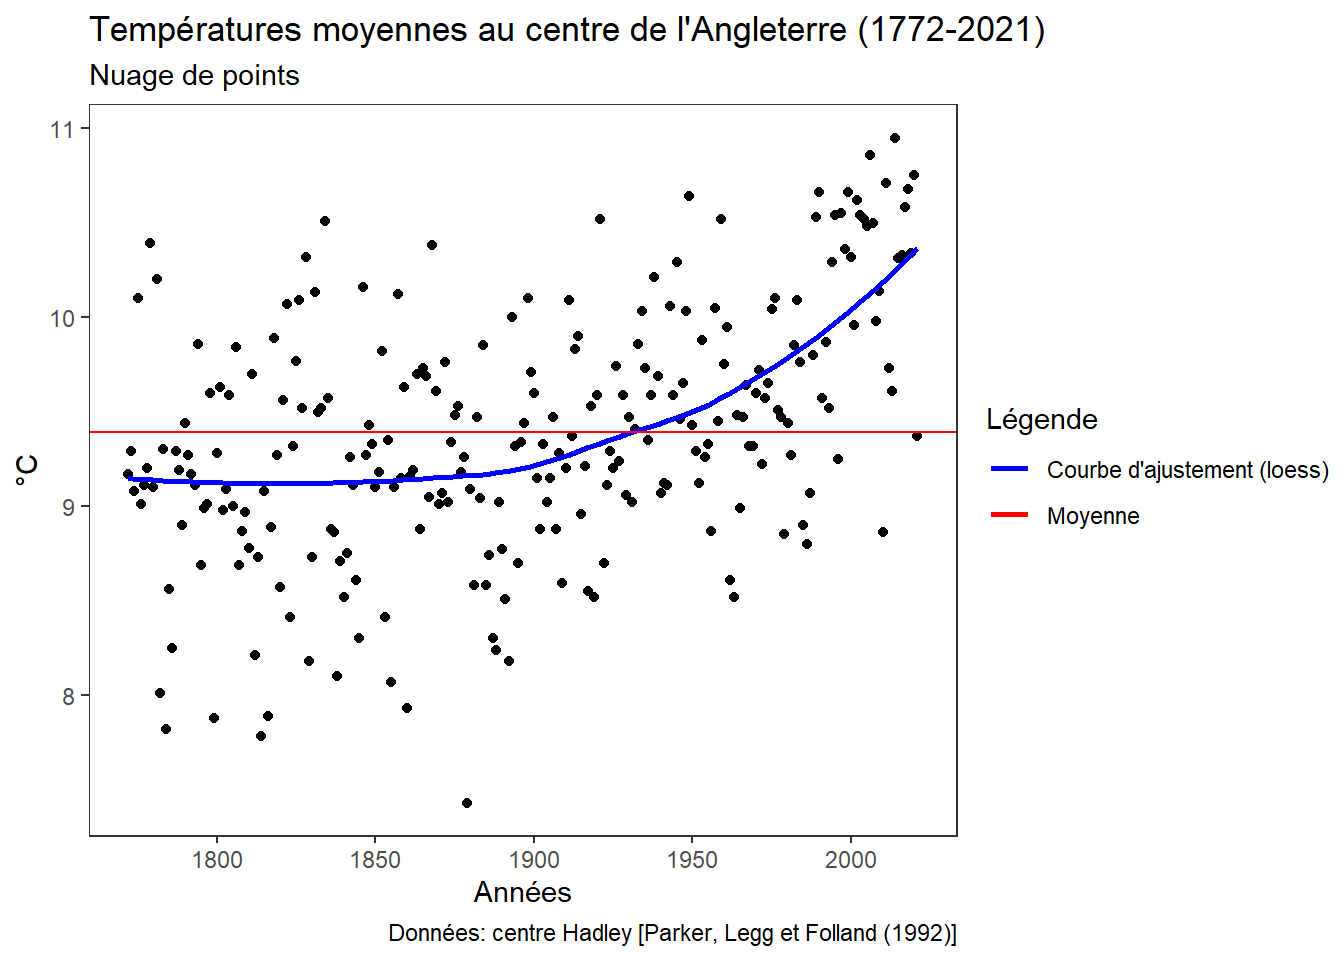 Températures moyennes au centre de l'Angleterre (1772-2021)
Nuage de points
11
10
9
8
°C
1800
1850
1900
1950
2000
Années
Légende
Courbe d'ajustement (loess)
Moyenne
Données: centre Hadley [Parker, Legg et Folland (1992)]